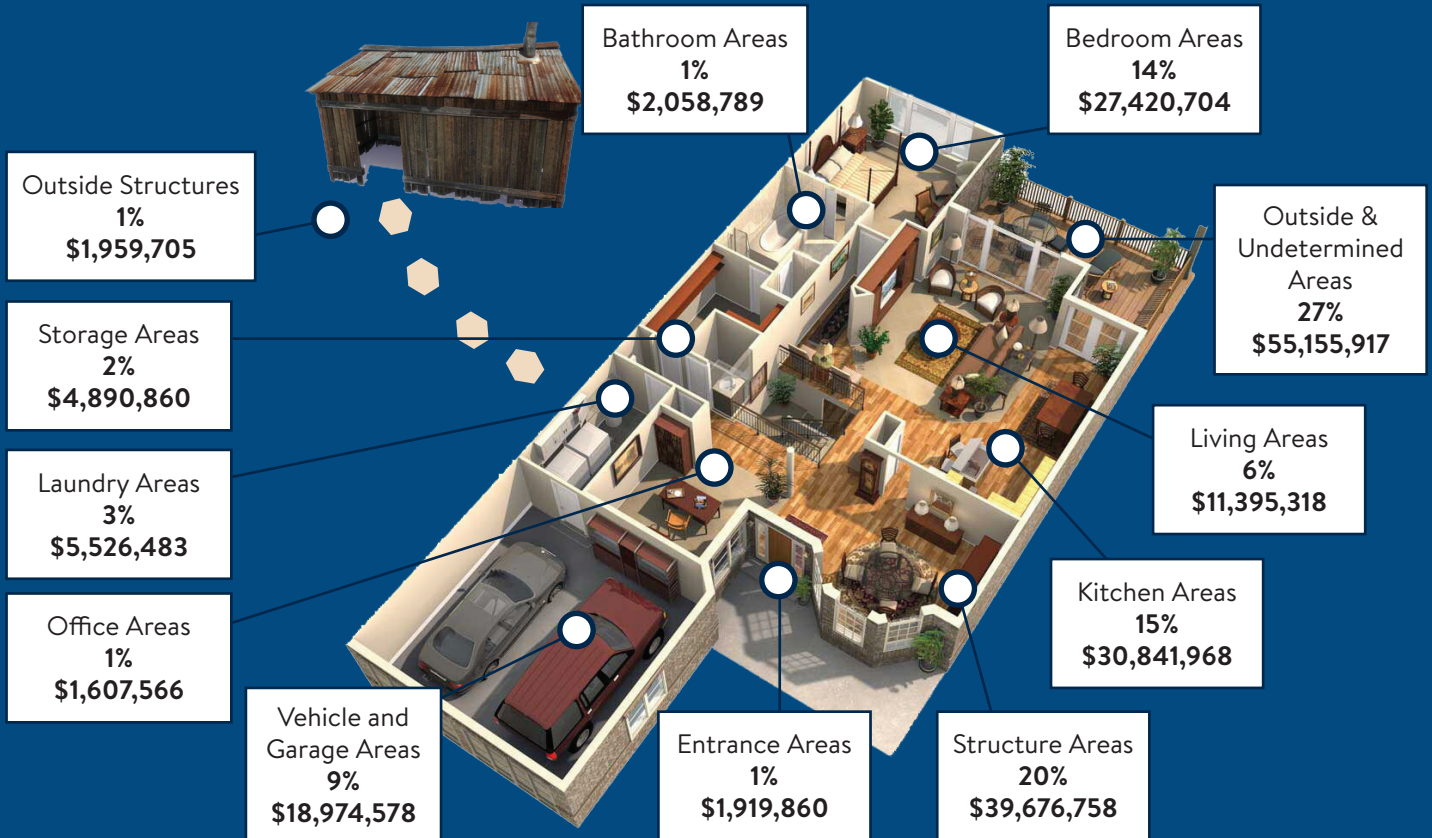 Bathroom Areas
1%
$2,058,789
Bedroom Areas
14%
$27,420,704
Outside Structures
1%
$1,959,705
Outside &
Undetermined
Areas
27%
$55,155,917
Storage Areas
2%
$4,890,860
Living Areas
6%
$11,395,318
Laundry Areas
3%
$5,526,483
Kitchen Areas
15%
$30,841,968
Office Areas
1%
$1,607,566
Vehicle and
Garage Areas
9%
$18,974,578
Entrance Areas
1%
$1,919,860
Structure Areas
20%
$39,676,758